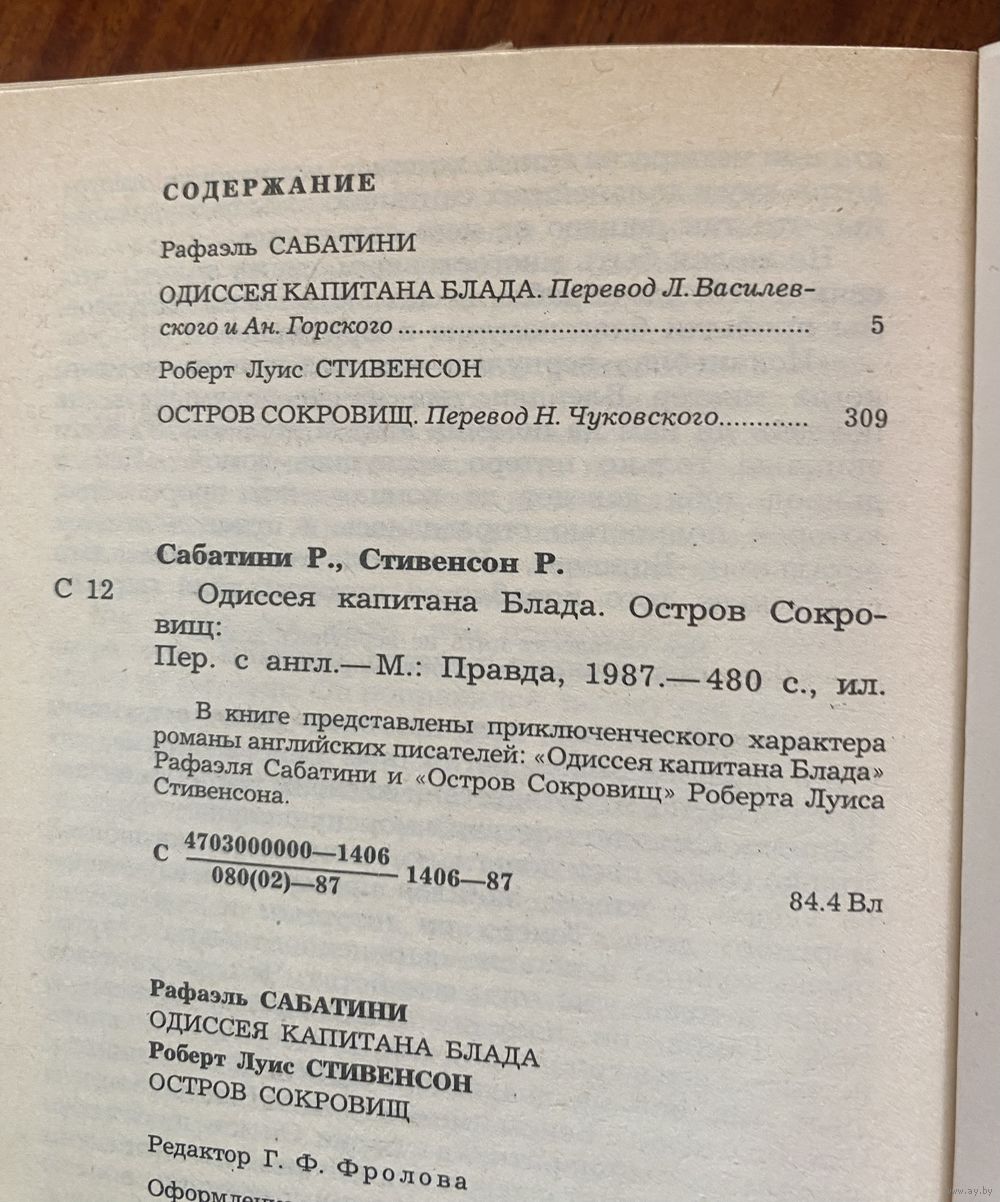 СОДЕРЖАНИЕ
Рафаэль САБАТИНИ
ОДИССЕЯ КАПИТАНА БЛАДА. Перевод Л. Василев-
ского и Ан. Горского ........................................................ 5
Роберт Луис СТИВЕНСОН
ОСТРОВ СОКРОВИЩ. Перевод Н. Чуковского............ 309
Сабатини Р., Стивенсон Р.
С 12 Одиссея капитана Блада. Остров Сокро-
вищ:
Пер. с англ.— М.: Правда, 1987.— 480 с., ил.
В книге представлены приключенческого характера
романы английских писателей: «Одиссея капитана Блада»
Рафаэля Сабатини и «Остров Сокровищ» Роберта Луиса
Стивенсона.
4703000000—1406
С 1406—87
080(02)—87
84.4 Вл
Рафаэль САБАТИНИ
ОДИССЕЯ КАПИТАНА БЛАДА
Роберт Луис СТИВЕНСОН
ОСТРОВ СОКРОВИЩ
Редактор Г. Ф. Фролова
www.ay.by